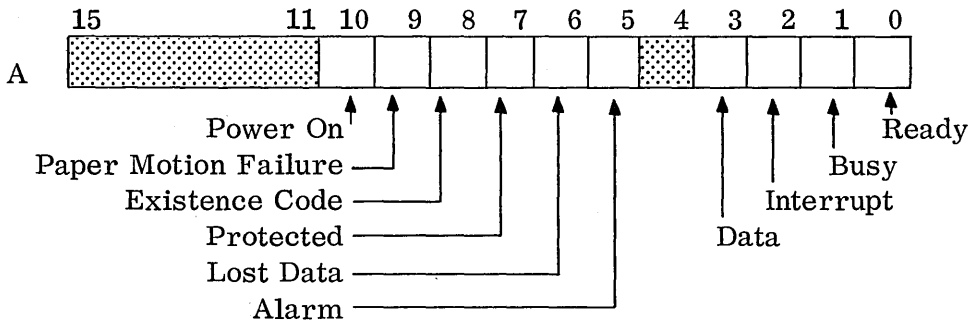 15 11 10 9 8 7 6 5 4 3 2 1 0
A
Power On Ready
Paper Motion Failure Busy
Existence Code Interrupt
Protected Data
Lost Data
Alarm